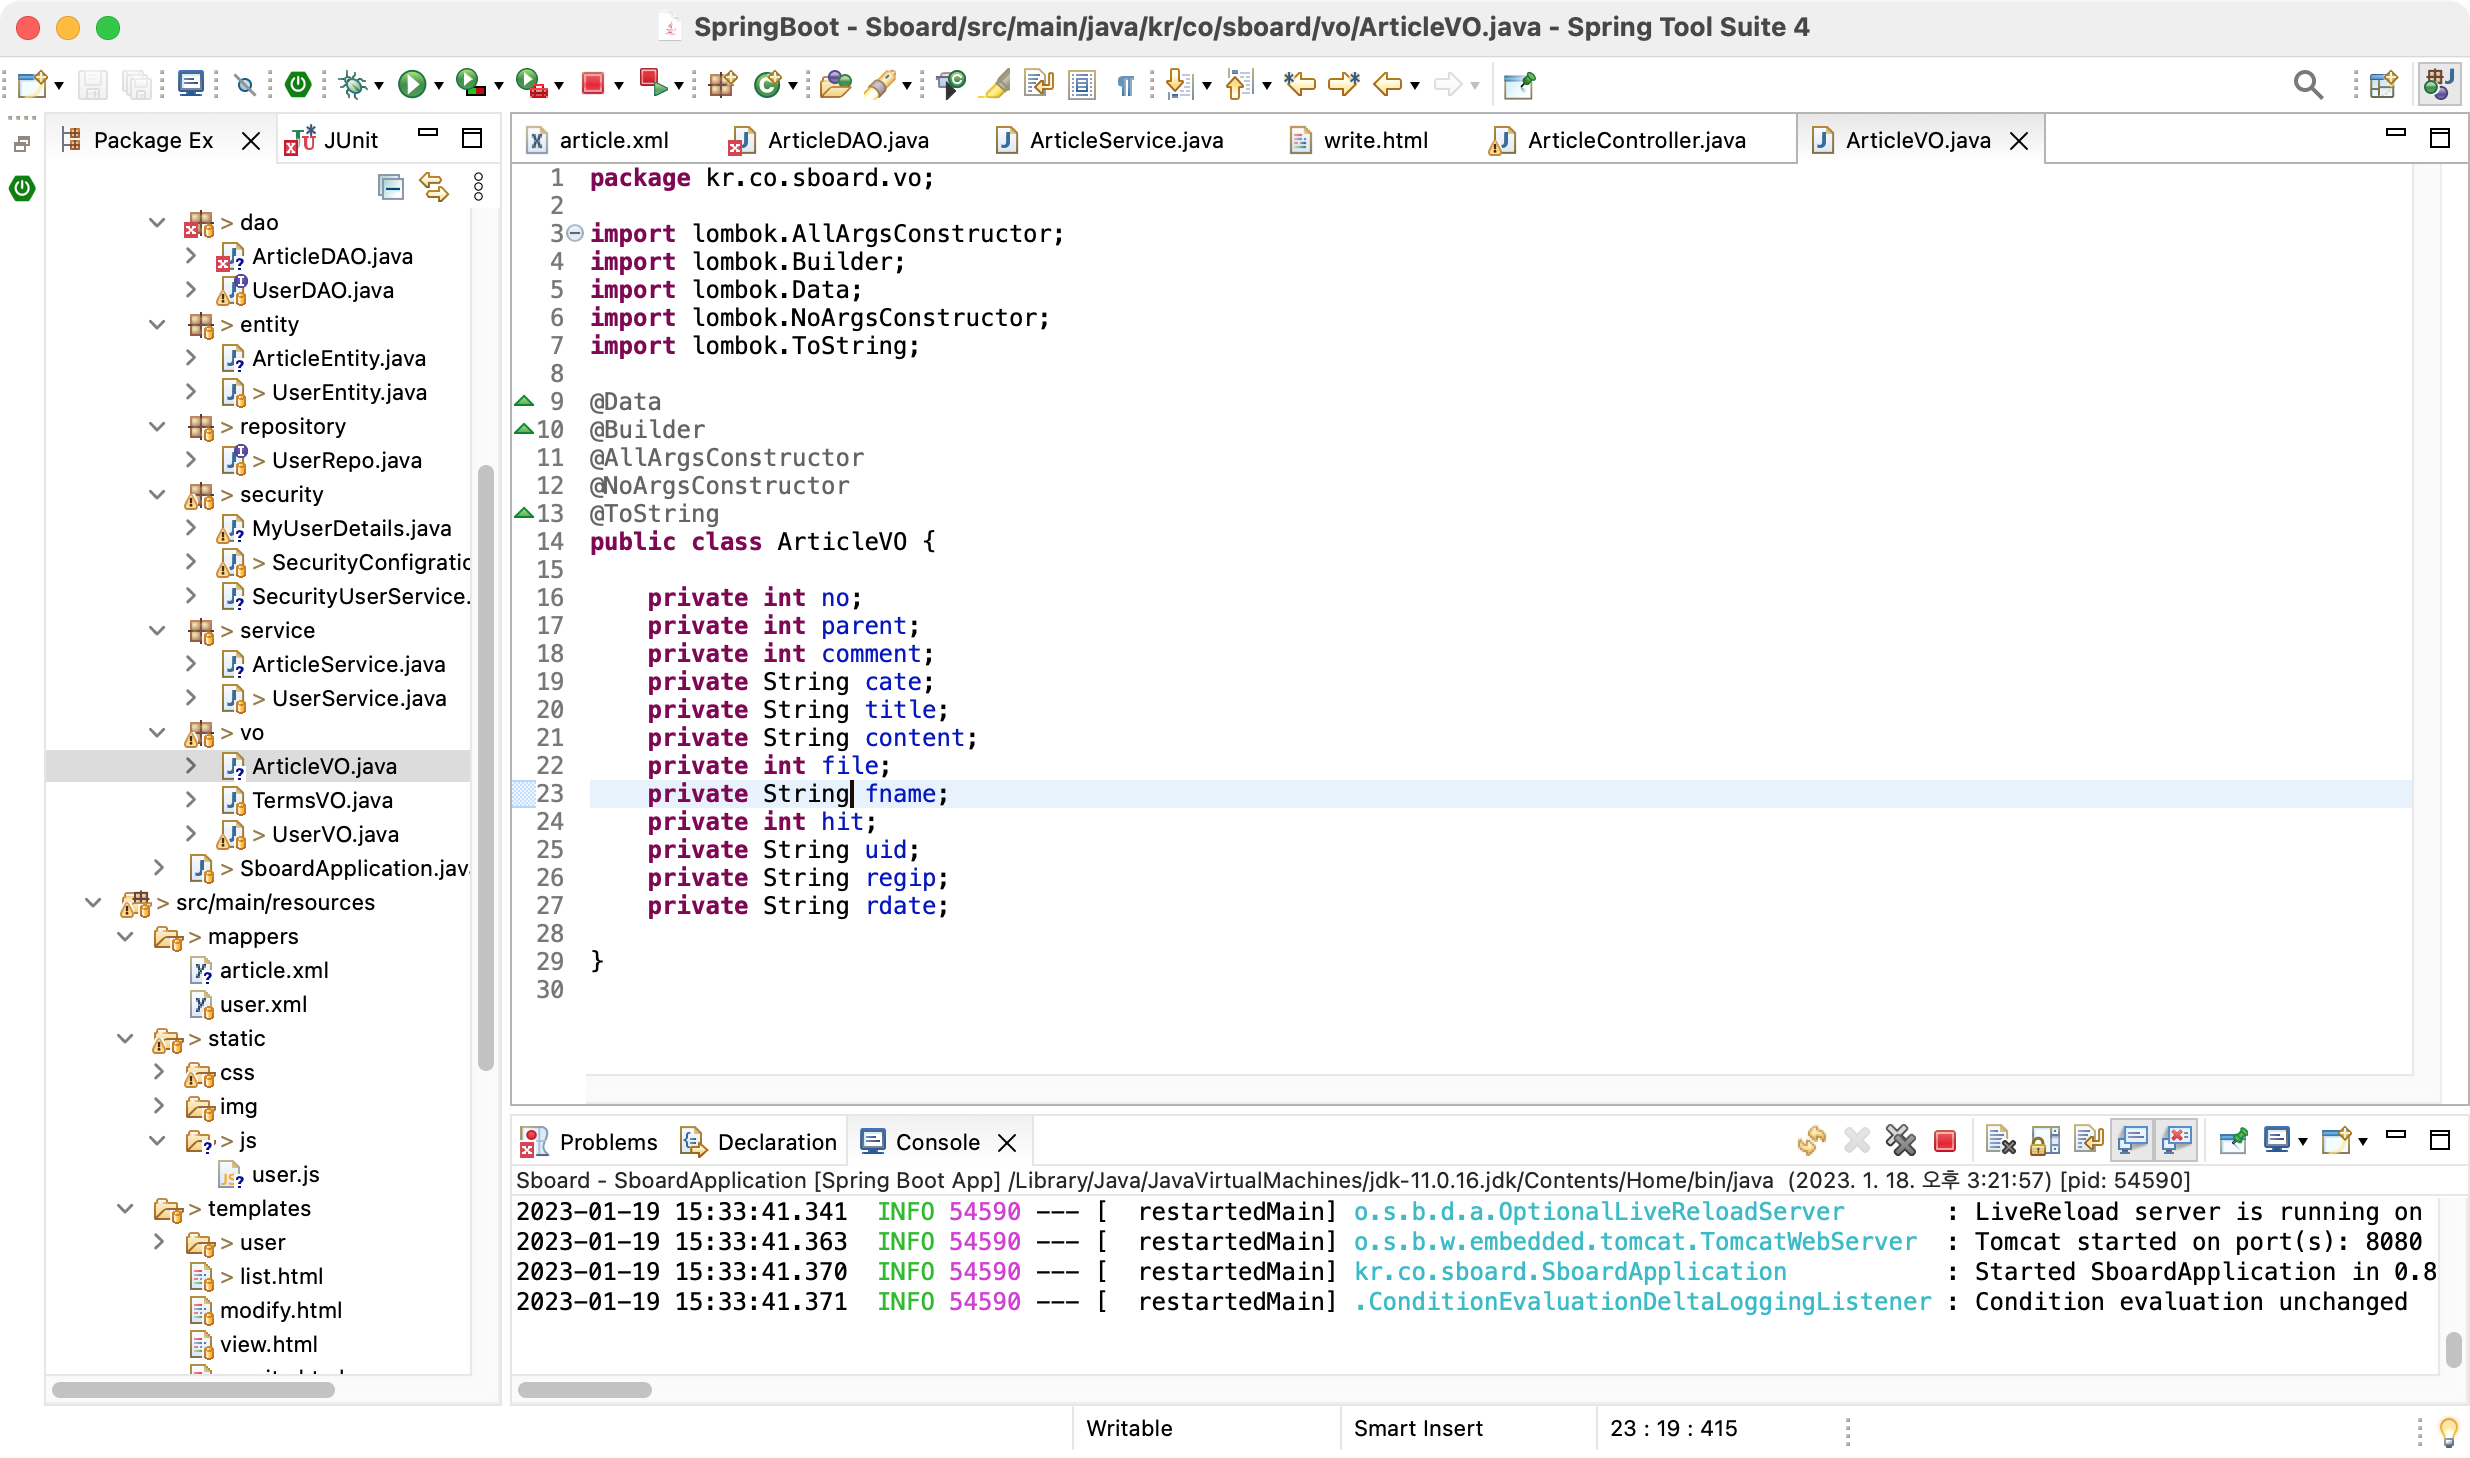 SpringBoot - Sboard/src/main/java/kr/co/sboard/vo/ArticleVO.java - Spring Tool Suite 4
Package Ex
JUnit
> dao
ArticleDAO.java
UserDAO.java
> entity
ArticleEntity.java
> UserEntity.java
> repository
> UserRepo.java
> security
MyUserDetails.java
> SecurityConfigratic
SecurityUserService.
> service
ArticleService.java
> UserService.java
> vo
ArticleVO.java
TermsVO.java
> UserVO.java
> SboardApplication.jav
> src/main/resources
> mappers
article.xml
user.xml
> static
css
img
> js
user.js
> templates
> user
> list.html
modify.html
view.html
article.xml
ArticleDAO.java
ArticleService.java
write.html
ArticleController.java
ArticleVO.java
1 package kr.co.sboard.vo;
2
3 import lombok.AllArgsConstructor;
4 import lombok.Builder;
5 import lombok.Data;
6 import lombok.NoArgsConstructor;
7 import lombok.ToString;
8
9 @Data
10 @Builder
11 @AllArgsConstructor
12 @NoArgsConstructor
13 @ToString
14 public class ArticleVO {
15
16 private int no;
17 private int parent;
18 private int comment;
19 private String cate;
20 private String title;
21 private String content;
22 private int file;
23 private String fname;
24 private int hit;
25 private String uid;
26 private String regip;
27 private String rdate;
28
29 }
30
Problems
Declaration
Console
Sboard - SboardApplication [Spring Boot App] /Library/Java/JavaVirtualMachines/jdk-11.0.16.jdk/Contents/Home/bin/java (2023. 1. 18. 오후 3:21:57) [pid: 54590]
2023-01-19 15:33:41.341 INFO 54590 --- [ restartedMain] o.s.b.d.a.OptionalLiveReloadServer : LiveReload server is running on
2023-01-19 15:33:41.363 INFO 54590 --- [ restartedMain] o.s.b.w.embedded.tomcat.TomcatWebServer : Tomcat started on port(s): 8080
2023-01-19 15:33:41.370 INFO 54590 --- [ restartedMain] kr.co.sboard.SboardApplication : Started SboardApplication in 0.8
2023-01-19 15:33:41.371 INFO 54590 --- [ restartedMain] .ConditionEvaluationDeltaLoggingListener : Condition evaluation unchanged
Writable
Smart Insert
23 : 19 : 415